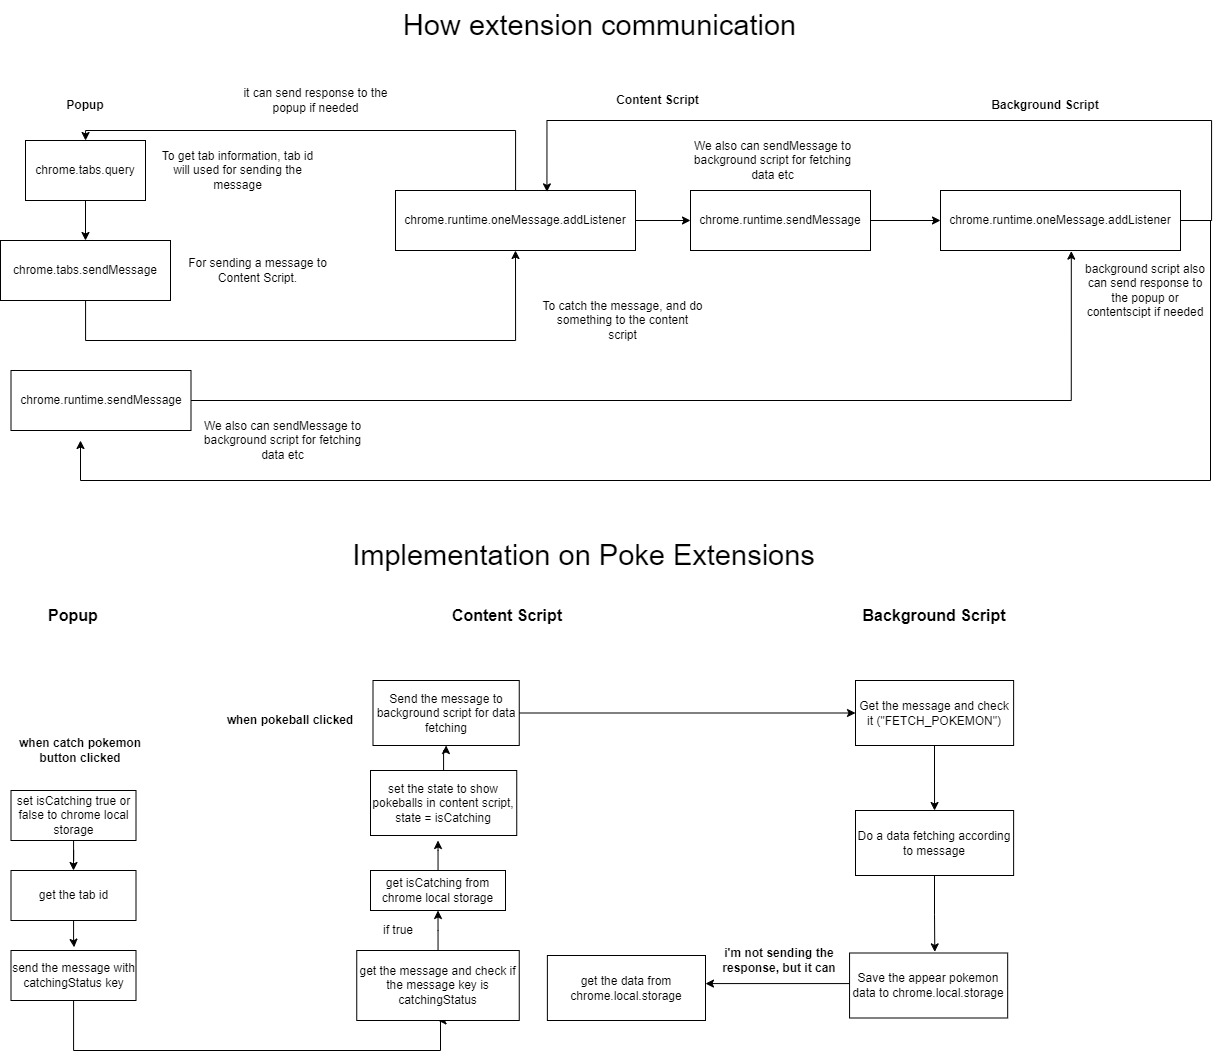 How extension communication
Popup
it can send response to the
popup if needed
Content Script
Background Script
chrome.tabs.query
To get tab information, tab id
will used for sending the
message
We also can sendMessage to
background script for fetching
data etc
chrome.runtime.oneMessage.addListener
chrome.runtime.sendMessage
chrome.runtime.oneMessage.addListener
chrome.tabs.sendMessage
For sending a message to
Content Script.
To catch the message, and do
something to the content
script
background script also
can send response to
the popup or
contentscipt if needed
chrome.runtime.sendMessage
We also can sendMessage to
background script for fetching
data etc
Implementation on Poke Extensions
Popup
Content Script
Background Script
when catch pokemon
button clicked
set isCatching true or
false to chrome local
storage
get the tab id
send the message with
catchingStatus key
when pokeball clicked
Send the message to
background script for data
fetching
set the state to show
pokeballs in content script,
state = isCatching
get isCatching from
chrome local storage
if true
get the message and check if
the message key is
catchingStatus
Get the message and check
it ("FETCH_POKEMON")
Do a data fetching according
to message
Save the appear pokemon
data to chrome.local.storage
i'm not sending the
response, but it can
get the data from
chrome.local.storage